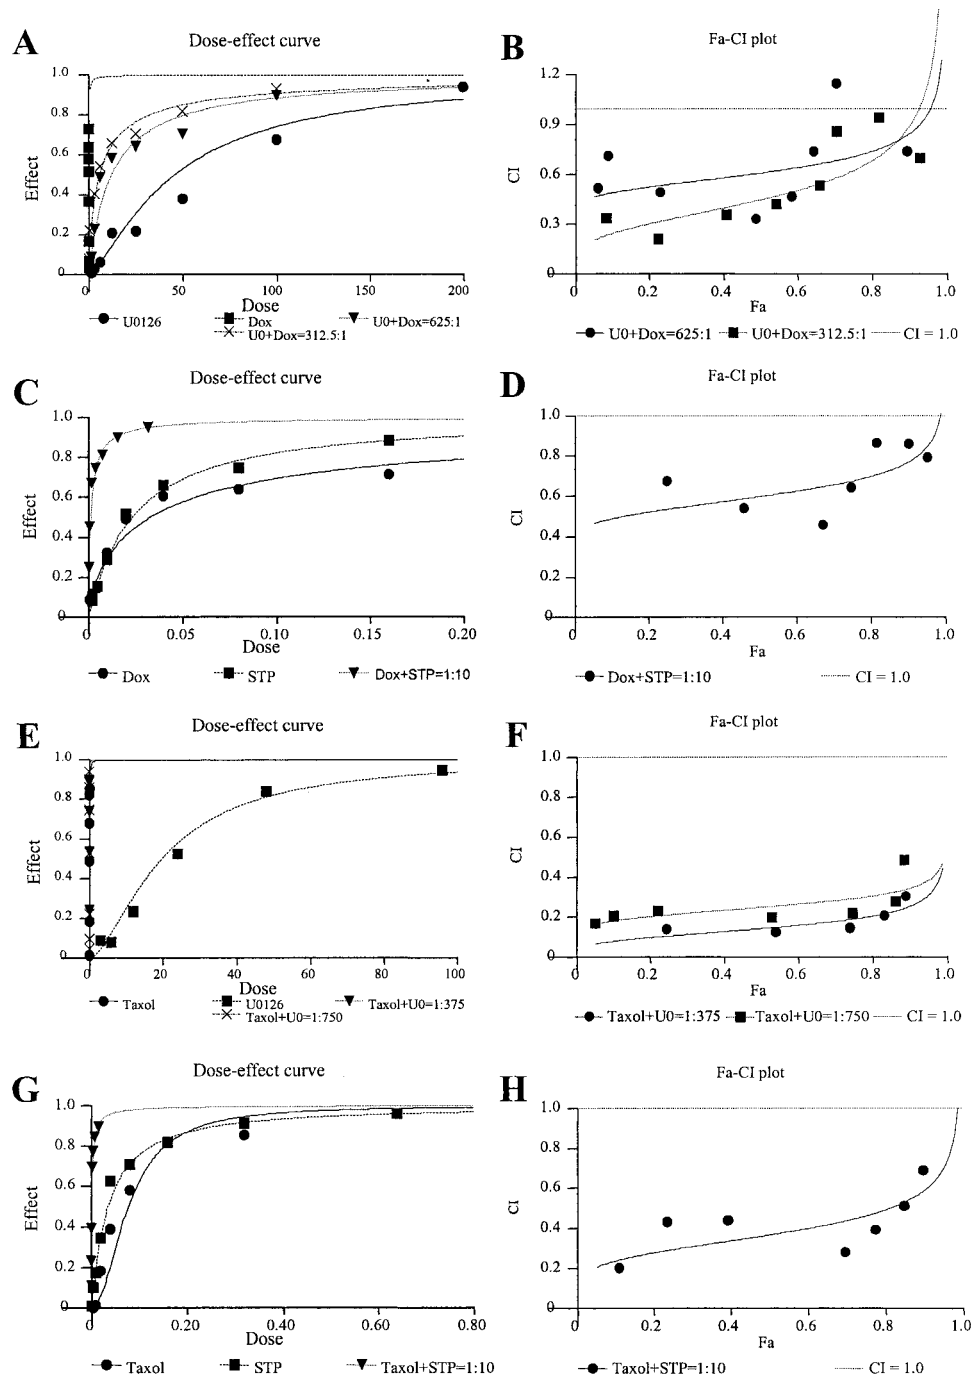 A
Dose-effect curve
1.0
0.8
0.6
0.4
0.2
0
Effect
0
50
100
150
200
Dose
U0126
Dox
U0+Dox=625:1
U0+Dox=312.5:1
B
Fa-CI plot
1.2
0.9
0.6
0.3
0
CI
0
0.2
0.4
0.6
0.8
1.0
Fa
U0+Dox=625:1
U0+Dox=312.5:1
CI = 1.0
C
Dose-effect curve
1.0
0.8
0.6
0.4
0.2
0
Effect
0
0.05
0.10
0.15
0.20
Dose
Dox
STP
Dox+STP=1:10
D
Fa-CI plot
1.0
0.8
0.6
0.4
0.2
0
CI
0
0.2
0.4
0.6
0.8
1.0
Fa
Dox+STP=1:10
CI = 1.0
E
Dose-effect curve
1.0
0.8
0.6
0.4
0.2
0
Effect
0
20
40
60
80
100
Dose
Taxol
U0126
Taxol+U0=1:375
Taxol+U0=1:750
F
Fa-CI plot
1.0
0.8
0.6
0.4
0.2
0
CI
0
0.2
0.4
0.6
0.8
1.0
Fa
Taxol+U0=1:375
Taxol+U0=1:750
CI = 1.0
G
Dose-effect curve
1.0
0.8
0.6
0.4
0.2
0
Effect
0
0.20
0.40
0.60
0.80
Dose
Taxol
STP
Taxol+STP=1:10
H
Fa-CI plot
1.0
0.8
0.6
0.4
0.2
0
CI
0
0.2
0.4
0.6
0.8
1.0
Fa
Taxol+STP=1:10
CI = 1.0